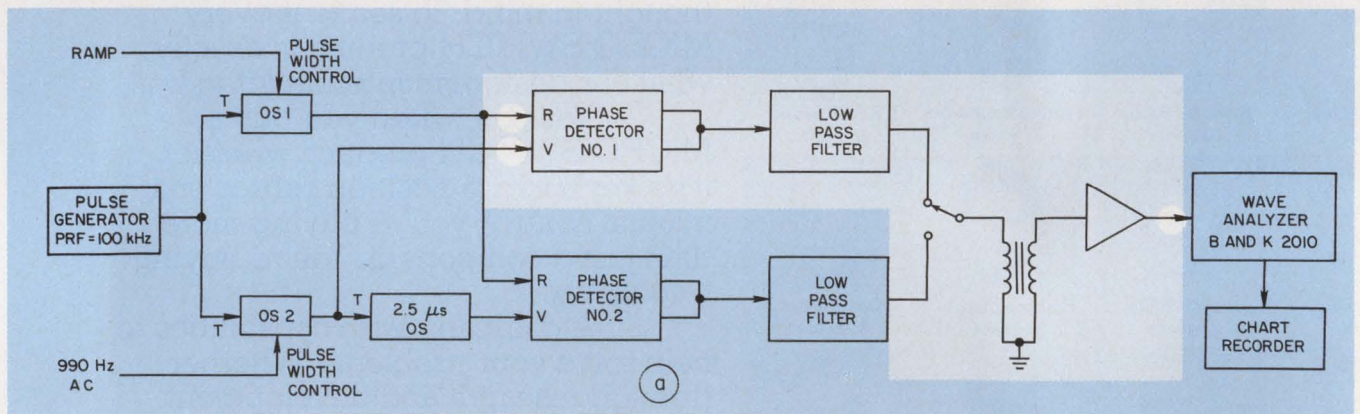 RAMP
PULSE
WIDTH
CONTROL
T
OS 1
PULSE
GENERATOR
PRF = 100 kHz
T
OS 2
990 Hz
AC
PULSE
WIDTH
CONTROL
T
2.5 μs
OS
R
V
PHASE
DETECTOR
NO. 1
LOW
PASS
FILTER
R
V
PHASE
DETECTOR
NO. 2
LOW
PASS
FILTER
WAVE
ANALYZER
B AND K 2010
CHART
RECORDER
a